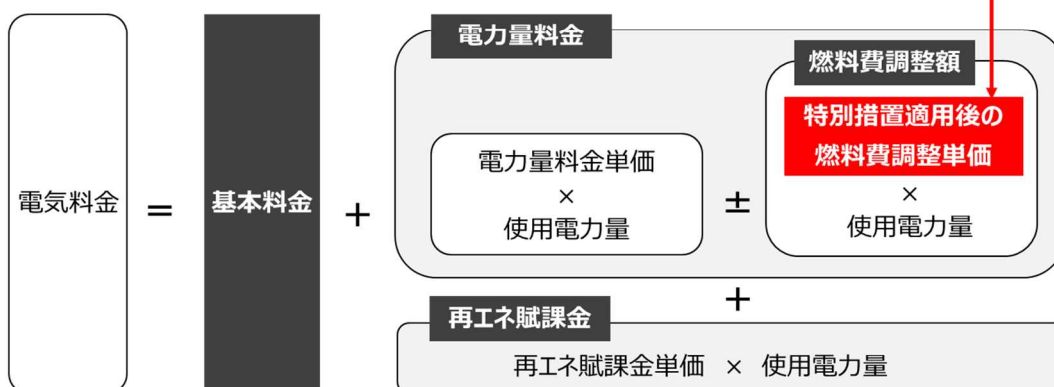 電気料金
=
基本料金
+
電力量料金
電力量料金単価
×
使用電力量
±
燃料費調整額
特別措置適用後の
燃料費調整単価
×
使用電力量
+
再エネ賦課金
再エネ賦課金単価 × 使用電力量